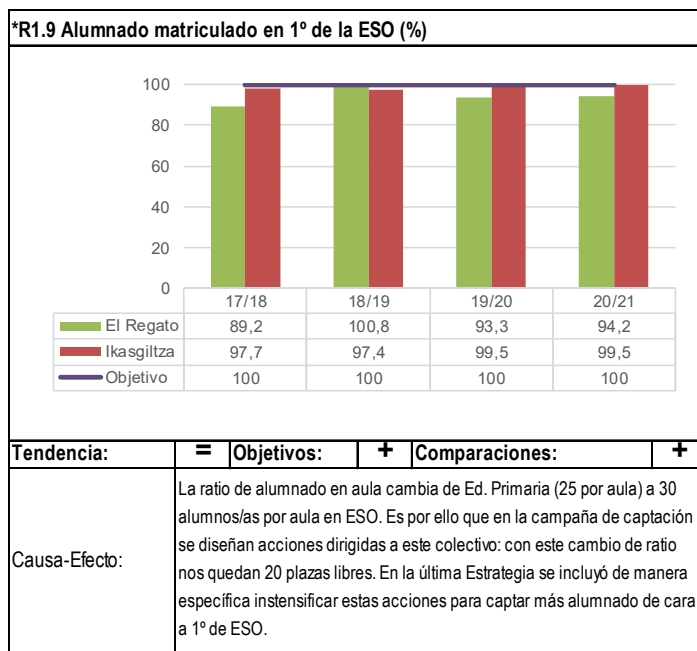 *R1.9 Alumnado matriculado en 1º de la ESO (%)
100
80
60
40
20
0
17/18 18/19 19/20 20/21
El Regato 89,2 100,8 93,3 94,2
Ikasgiltza 97,7 97,4 99,5 99,5
Objetivo 100 100 100 100
Tendencia: = Objetivos: + Comparaciones: +
Causa-Efecto:
La ratio de alumnado en aula cambia de Ed. Primaria (25 por aula) a 30
alumnos/as por aula en ESO. Es por ello que en la campaña de captación
se diseñan acciones dirigidas a este colectivo: con este cambio de ratio
nos quedan 20 plazas libres. En la última Estrategia se incluyó de manera
específica instensificar estas acciones para captar más alumnado de cara
a 1º de ESO.